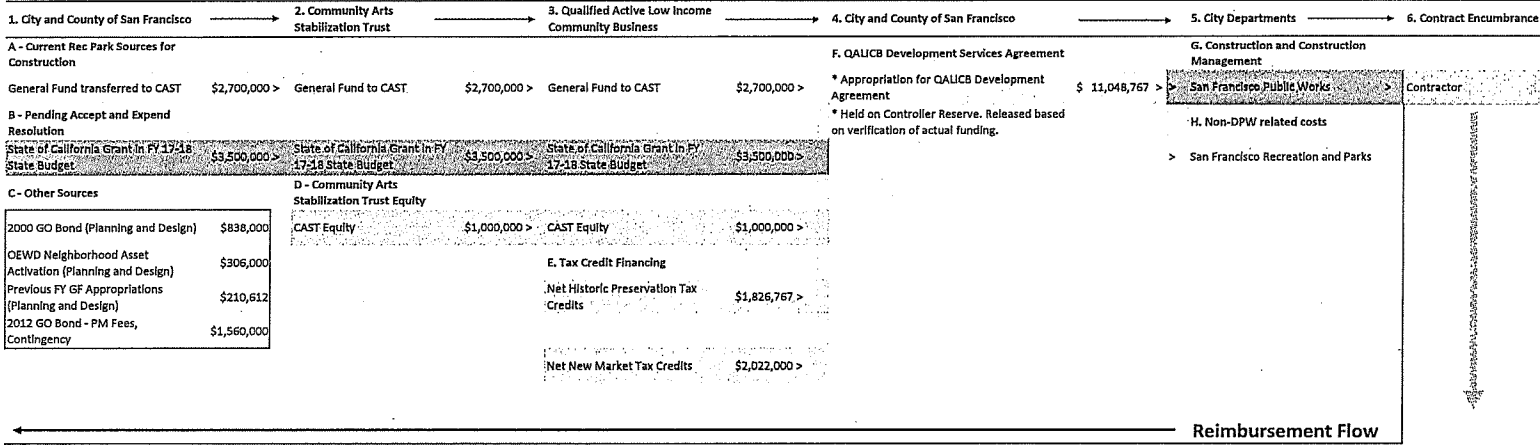 1. City and County of San Francisco
2. Community Arts
Stabilization Trust
3. Qualified Active Low Income
Community Business
4. City and County of San Francisco
5. City Departments
6. Contract Encumbrance
A - Current Rec Park Sources for
Construction
General Fund transferred to CAST $2,700,000 >
General Fund to CAST $2,700,000 >
General Fund to CAST $2,700,000 >
F. QALICB Development Services Agreement
* Appropriation for QALICB Development
Agreement
$ 11,048,767 >
* Held on Controller Reserve. Released based
on verification of actual funding.
G. Construction and Construction
Management
> San Francisco Public Works >
Contractor
H. Non-DPW related costs
> San Francisco Recreation and Parks
B - Pending Accept and Expend
Resolution
State of California Grant in FY 17-18
State Budget
$3,500,000 >
State of California Grant in FY
17-18 State Budget
$3,500,000 >
State of California Grant in FY
17-18 State Budget
$3,500,000 >
C - Other Sources
D - Community Arts
Stabilization Trust Equity
2000 GO Bond (Planning and Design) $838,000
CAST Equity $1,000,000 >
CAST Equity $1,000,000 >
OEWD Neighborhood Asset
Activation (Planning and Design)
$306,000
E. Tax Credit Financing
Previous FY GF Appropriations
(Planning and Design)
$210,612
Net Historic Preservation Tax
Credits
$1,826,767 >
2012 GO Bond - PM Fees,
Contingency
$1,560,000
Net New Market Tax Credits $2,022,000 >
Reimbursement Flow